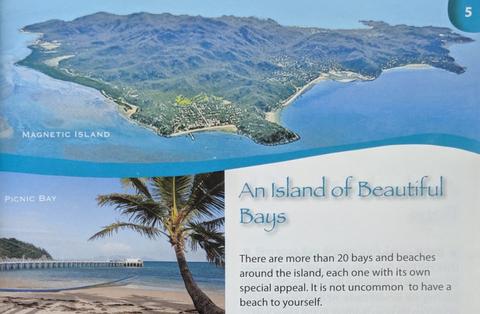 5
MAGNETIC ISLAND
PICNIC BAY
An Island of Beautiful
Bays
There are more than 20 bays and beaches
around the island, each one with its own
special appeal. It is not uncommon to have a
beach to yourself.